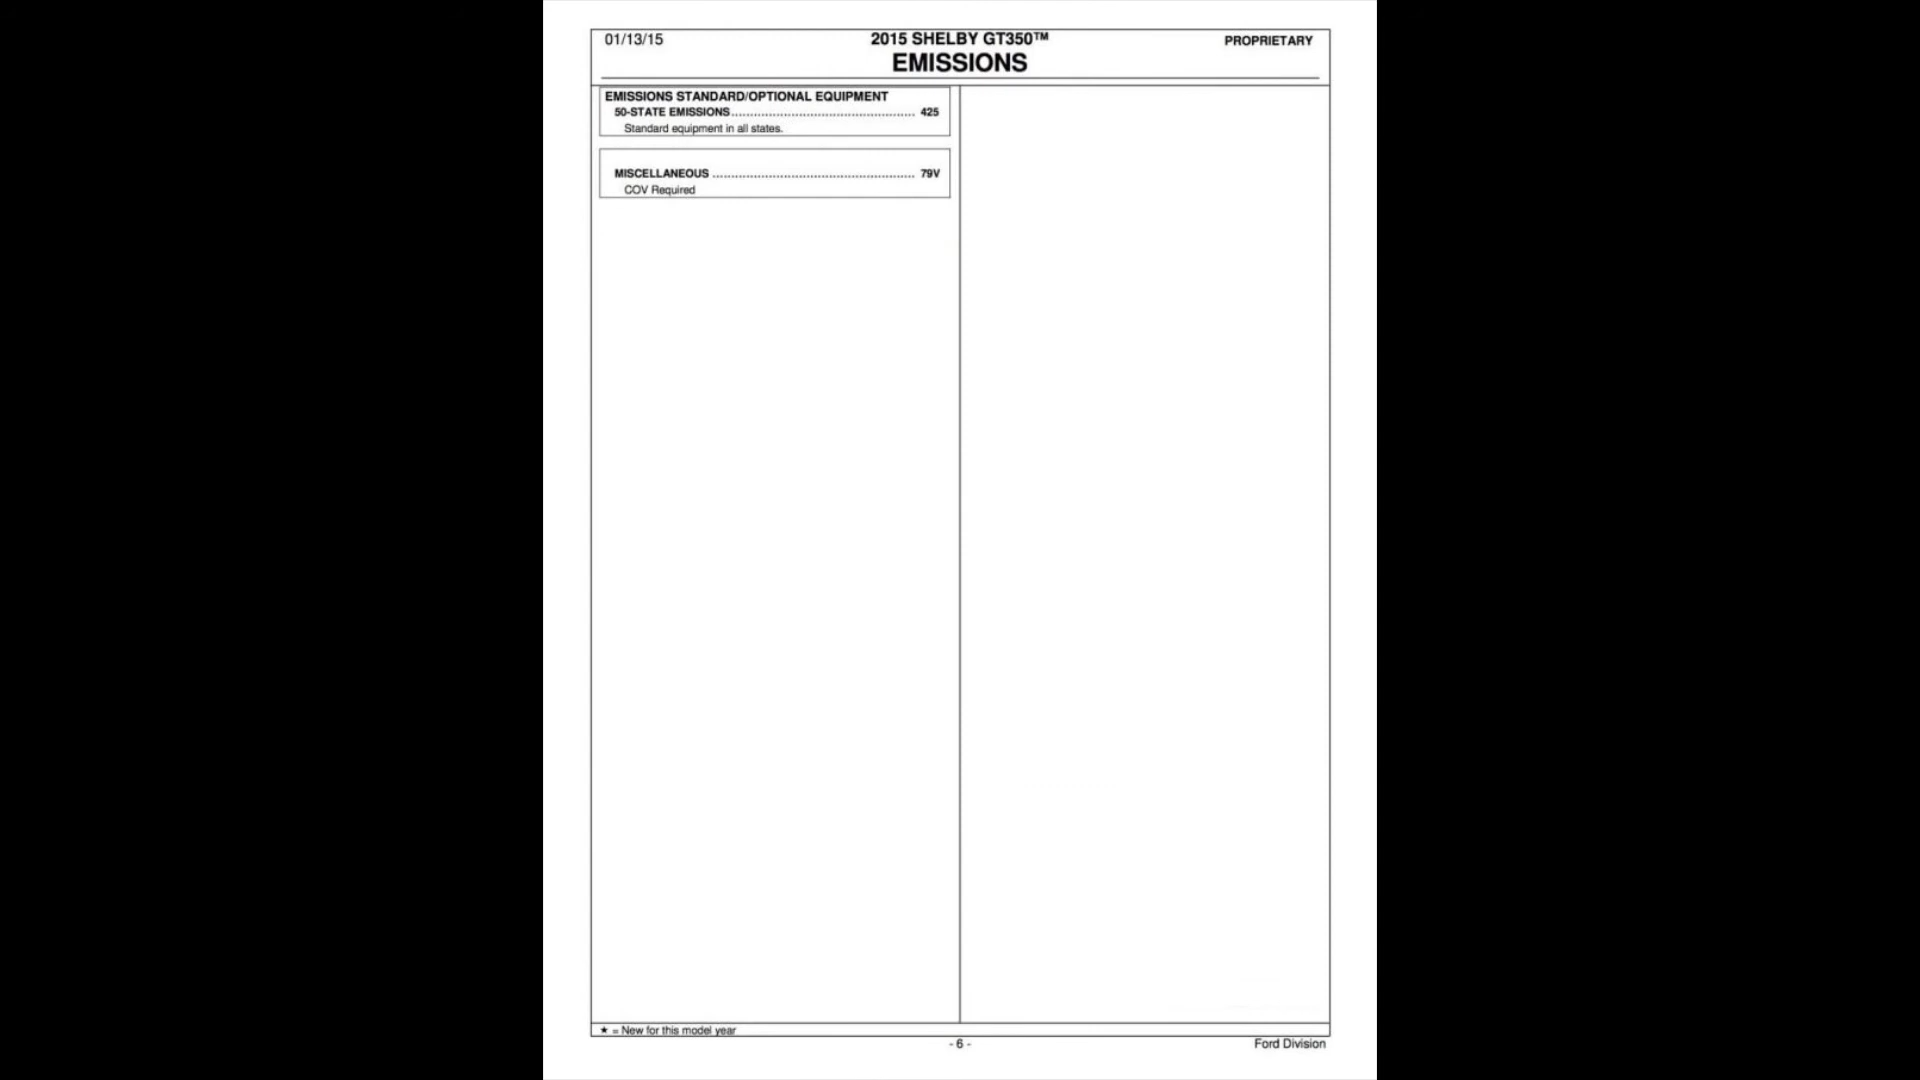 01/13/15
2015 SHELBY GT350™
PROPRIETARY
EMISSIONS
EMISSIONS STANDARD/OPTIONAL EQUIPMENT
50-STATE EMISSIONS................................................. 425
Standard equipment in all states.
MISCELLANEOUS ...................................................... 79V
COV Required
★ = New for this model year
- 6 -
Ford Division